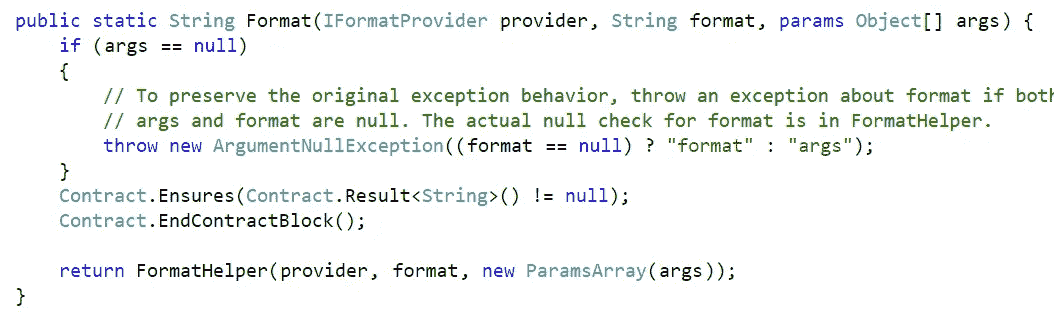 public static String Format(IFormatProvider provider, String format, params Object[] args) {
    if (args == null)
    {
        // To preserve the original exception behavior, throw an exception about format if both
        // args and format are null. The actual null check for format is in FormatHelper.
        throw new ArgumentNullException((format == null) ? "format" : "args");
    }
    Contract.Ensures(Contract.Result<String>() != null);
    Contract.EndContractBlock();

    return FormatHelper(provider, format, new ParamsArray(args));
}